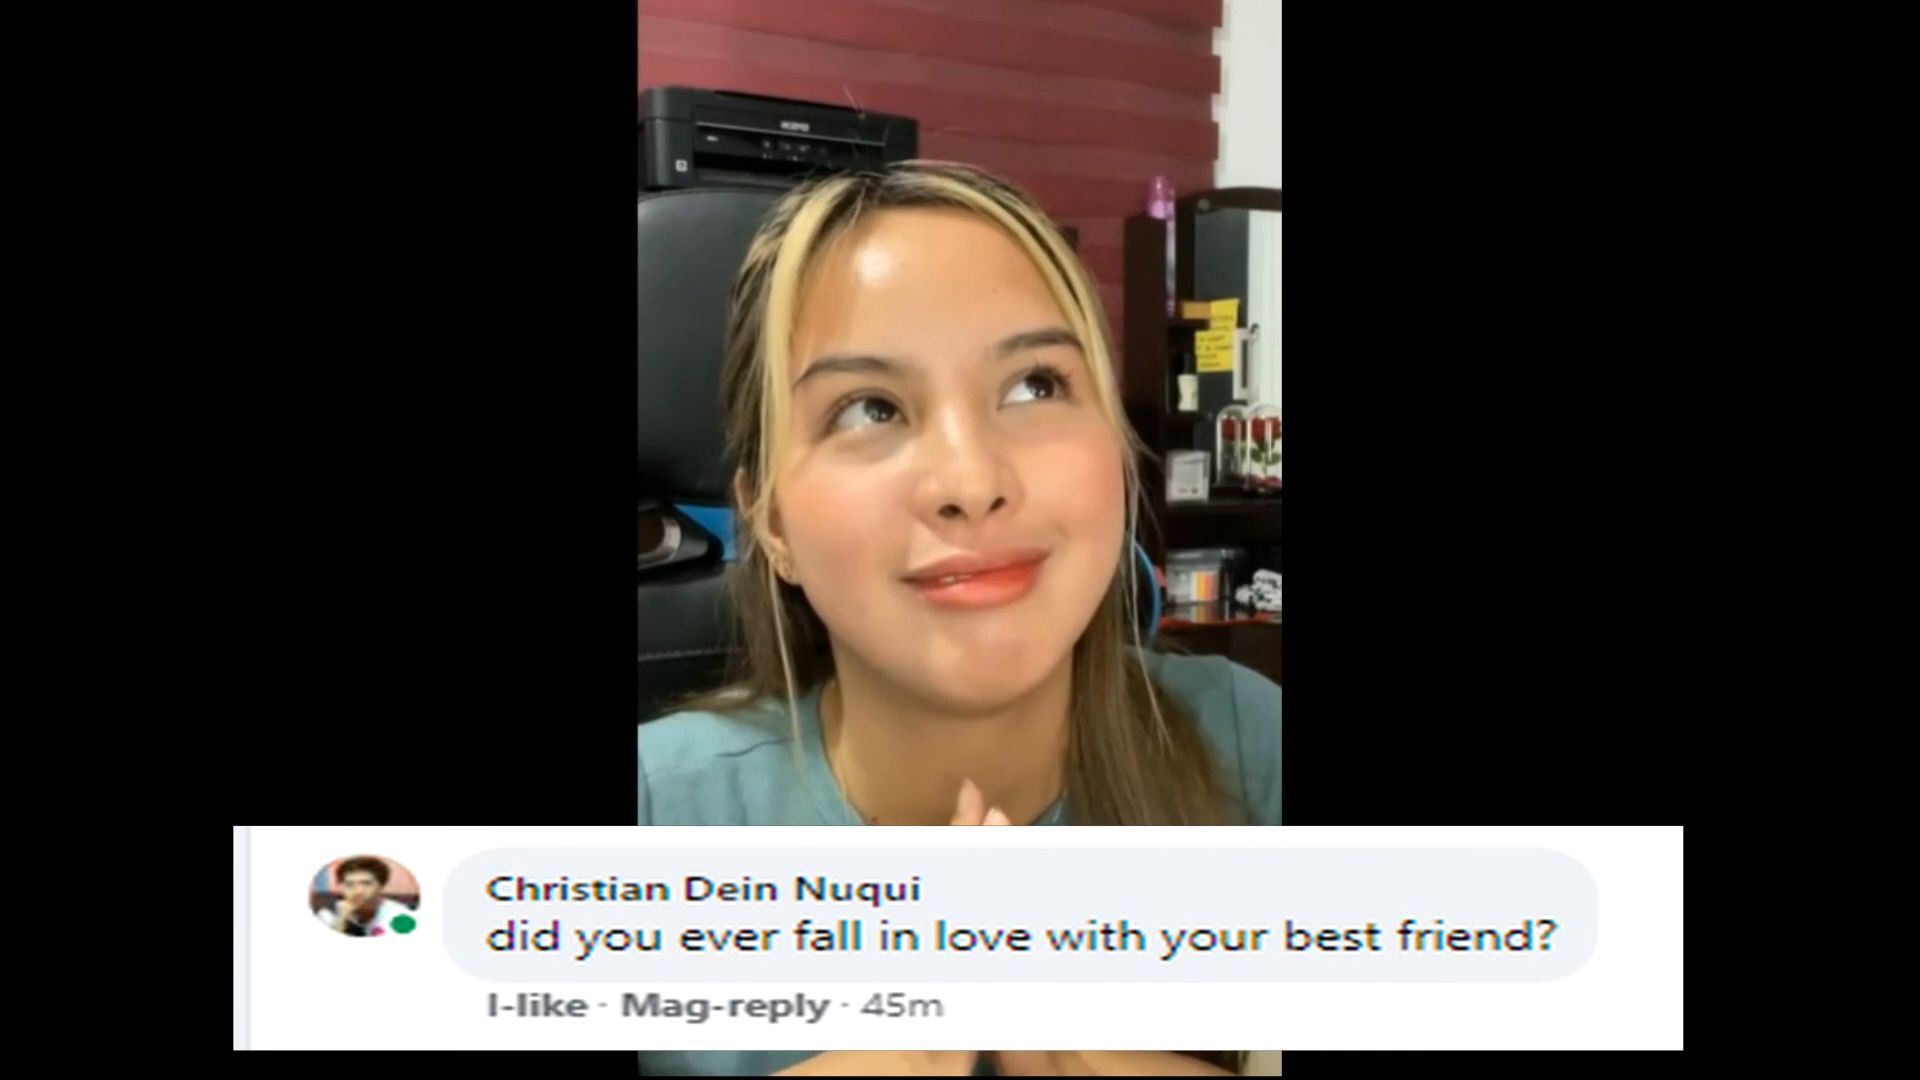 Christian Dein Nuqui
did you ever fall in love with your best friend?
I-like · Mag-reply · 45m